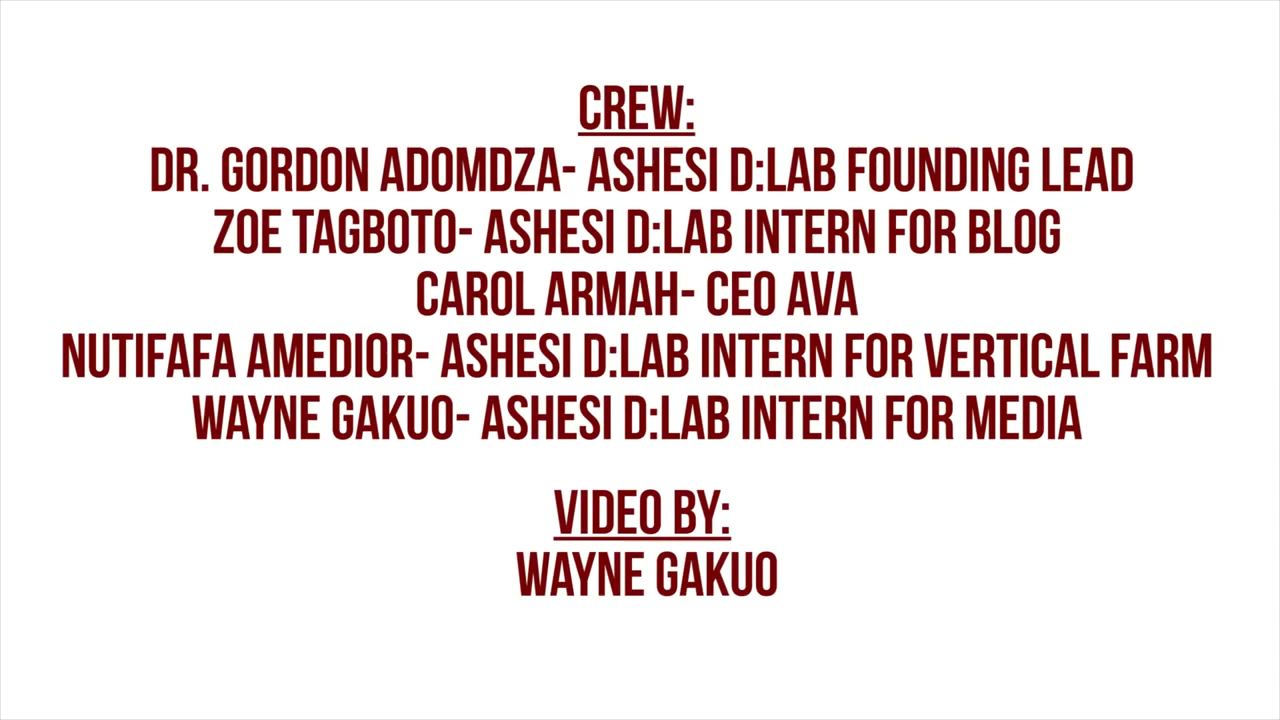 CREW:
DR. GORDON ADOMDZA- ASHESI D:LAB FOUNDING LEAD
ZOE TAGBOTO- ASHESI D:LAB INTERN FOR BLOG
CAROL ARMAH- CEO AVA
NUTIFAFA AMEDIOR- ASHESI D:LAB INTERN FOR VERTICAL FARM
WAYNE GAKUO- ASHESI D:LAB INTERN FOR MEDIA
VIDEO BY:
WAYNE GAKUO